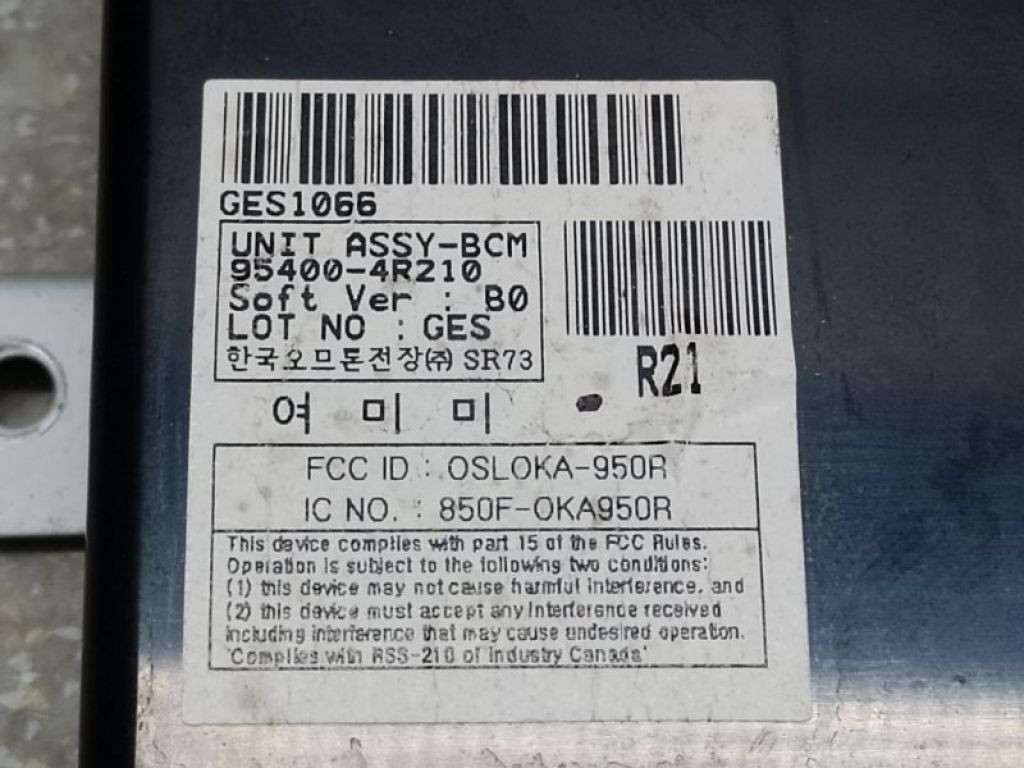 GES1066
UNIT ASSY-BCM
95400-4R210
Soft Ver : B0
LOT NO : GES
한국오므론전장㈜ SR73
R21
여 미 미
FCC ID : OSLOKA-950R
IC NO. : 850F-OKA950R
This device complies with part 15 of the FCC Rules.
Operation is subject to the following two conditions:
(1) this device may not cause harmful interference, and
(2) this device must accept any interference received
including interference that may cause undesired operation.
'Complies with RSS-210 of Industry Canada'